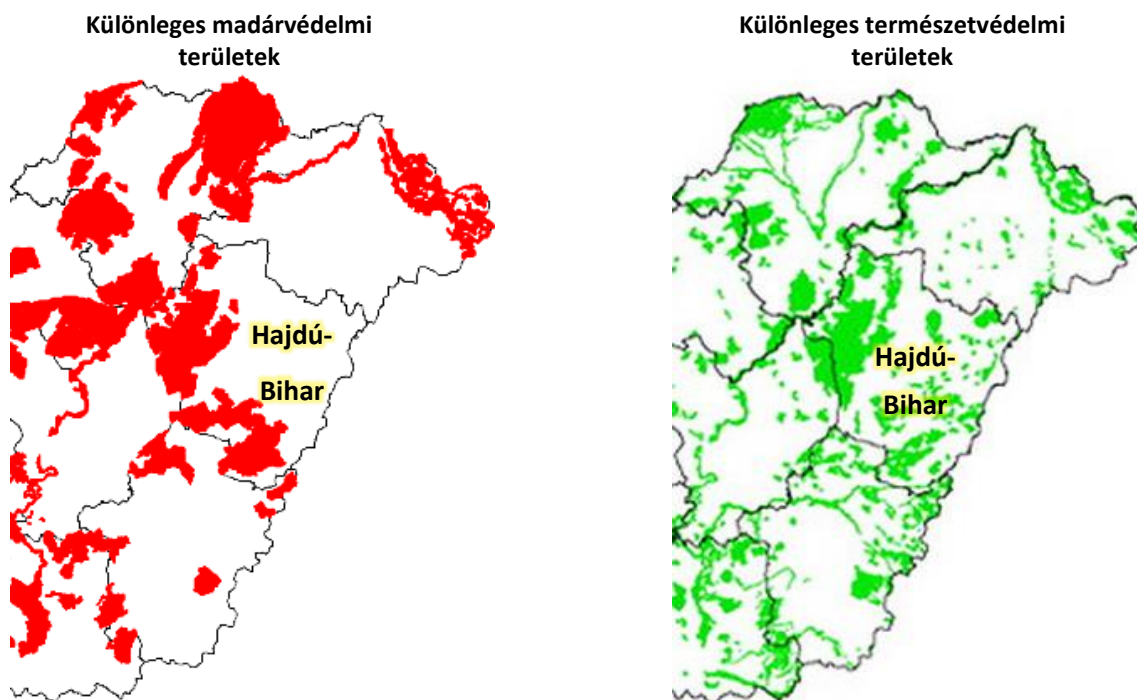 Különleges madárvédelmi
területek
Különleges természetvédelmi
területek
Hajdú-
Bihar
Hajdú-
Bihar